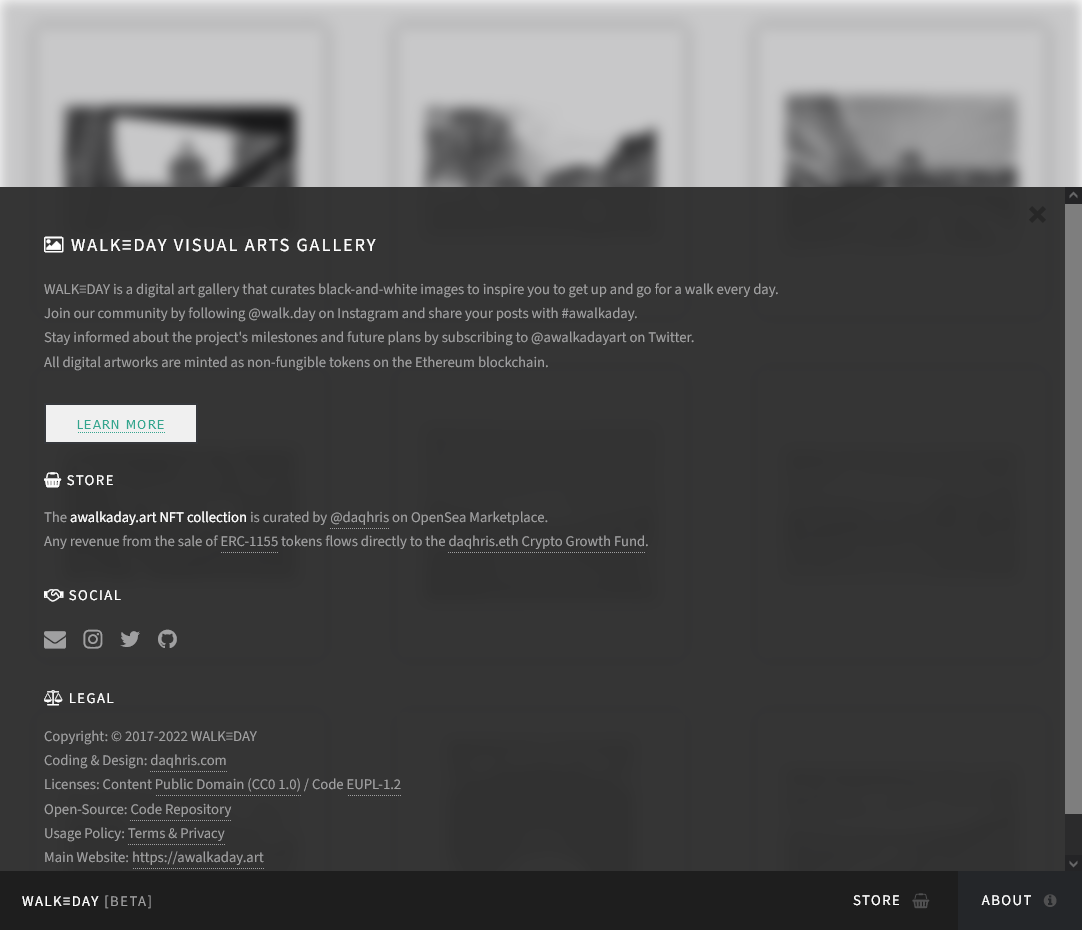 WALK≡DAY VISUAL ARTS GALLERY
WALK≡DAY is a digital art gallery that curates black-and-white images to inspire you to get up and go for a walk every day.
Join our community by following @walk.day on Instagram and share your posts with #awalkaday.
Stay informed about the project's milestones and future plans by subscribing to @awalkadayart on Twitter.
All digital artworks are minted as non-fungible tokens on the Ethereum blockchain.
LEARN MORE
STORE
The awalkaday.art NFT collection is curated by @daqhris on OpenSea Marketplace.
Any revenue from the sale of ERC-1155 tokens flows directly to the daqhris.eth Crypto Growth Fund.
SOCIAL
LEGAL
Copyright: © 2017-2022 WALK≡DAY
Coding & Design: daqhris.com
Licenses: Content Public Domain (CC0 1.0) / Code EUPL-1.2
Open-Source: Code Repository
Usage Policy: Terms & Privacy
Main Website: https://awalkaday.art
WALK≡DAY [BETA]
STORE
ABOUT